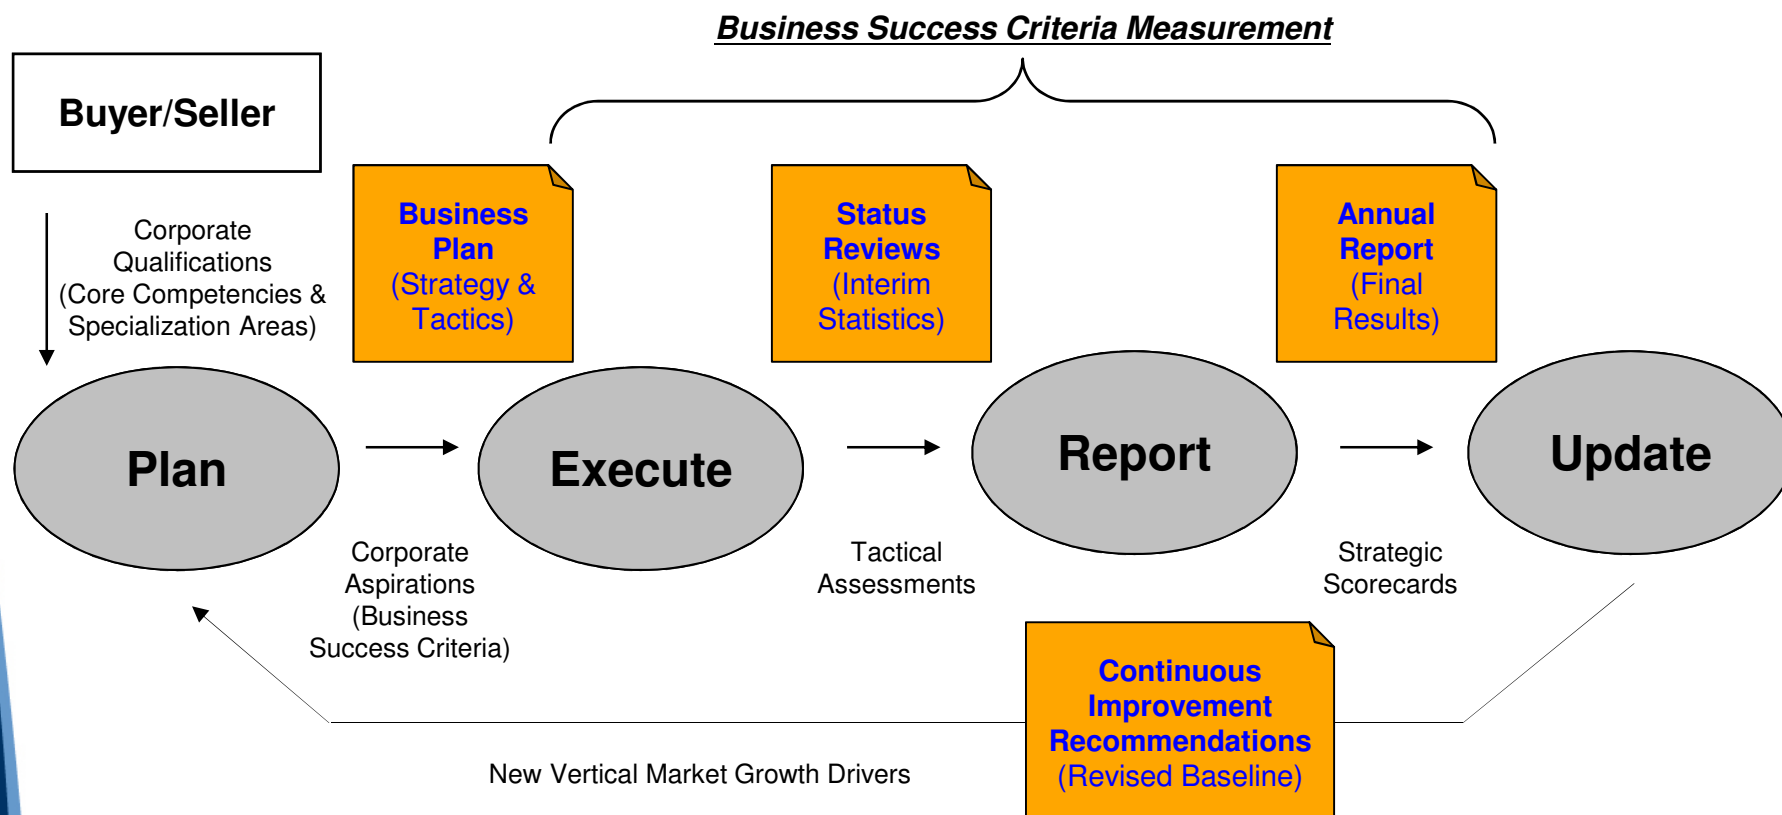 Business Success Criteria Measurement
Buyer/Seller
Corporate
Qualifications
(Core Competencies &
Specialization Areas)
Business
Plan
(Strategy &
Tactics)
Status
Reviews
(Interim
Statistics)
Annual
Report
(Final
Results)
Plan
Execute
Report
Update
Corporate
Aspirations
(Business
Success Criteria)
Tactical
Assessments
Strategic
Scorecards
Continuous
Improvement
Recommendations
(Revised Baseline)
New Vertical Market Growth Drivers